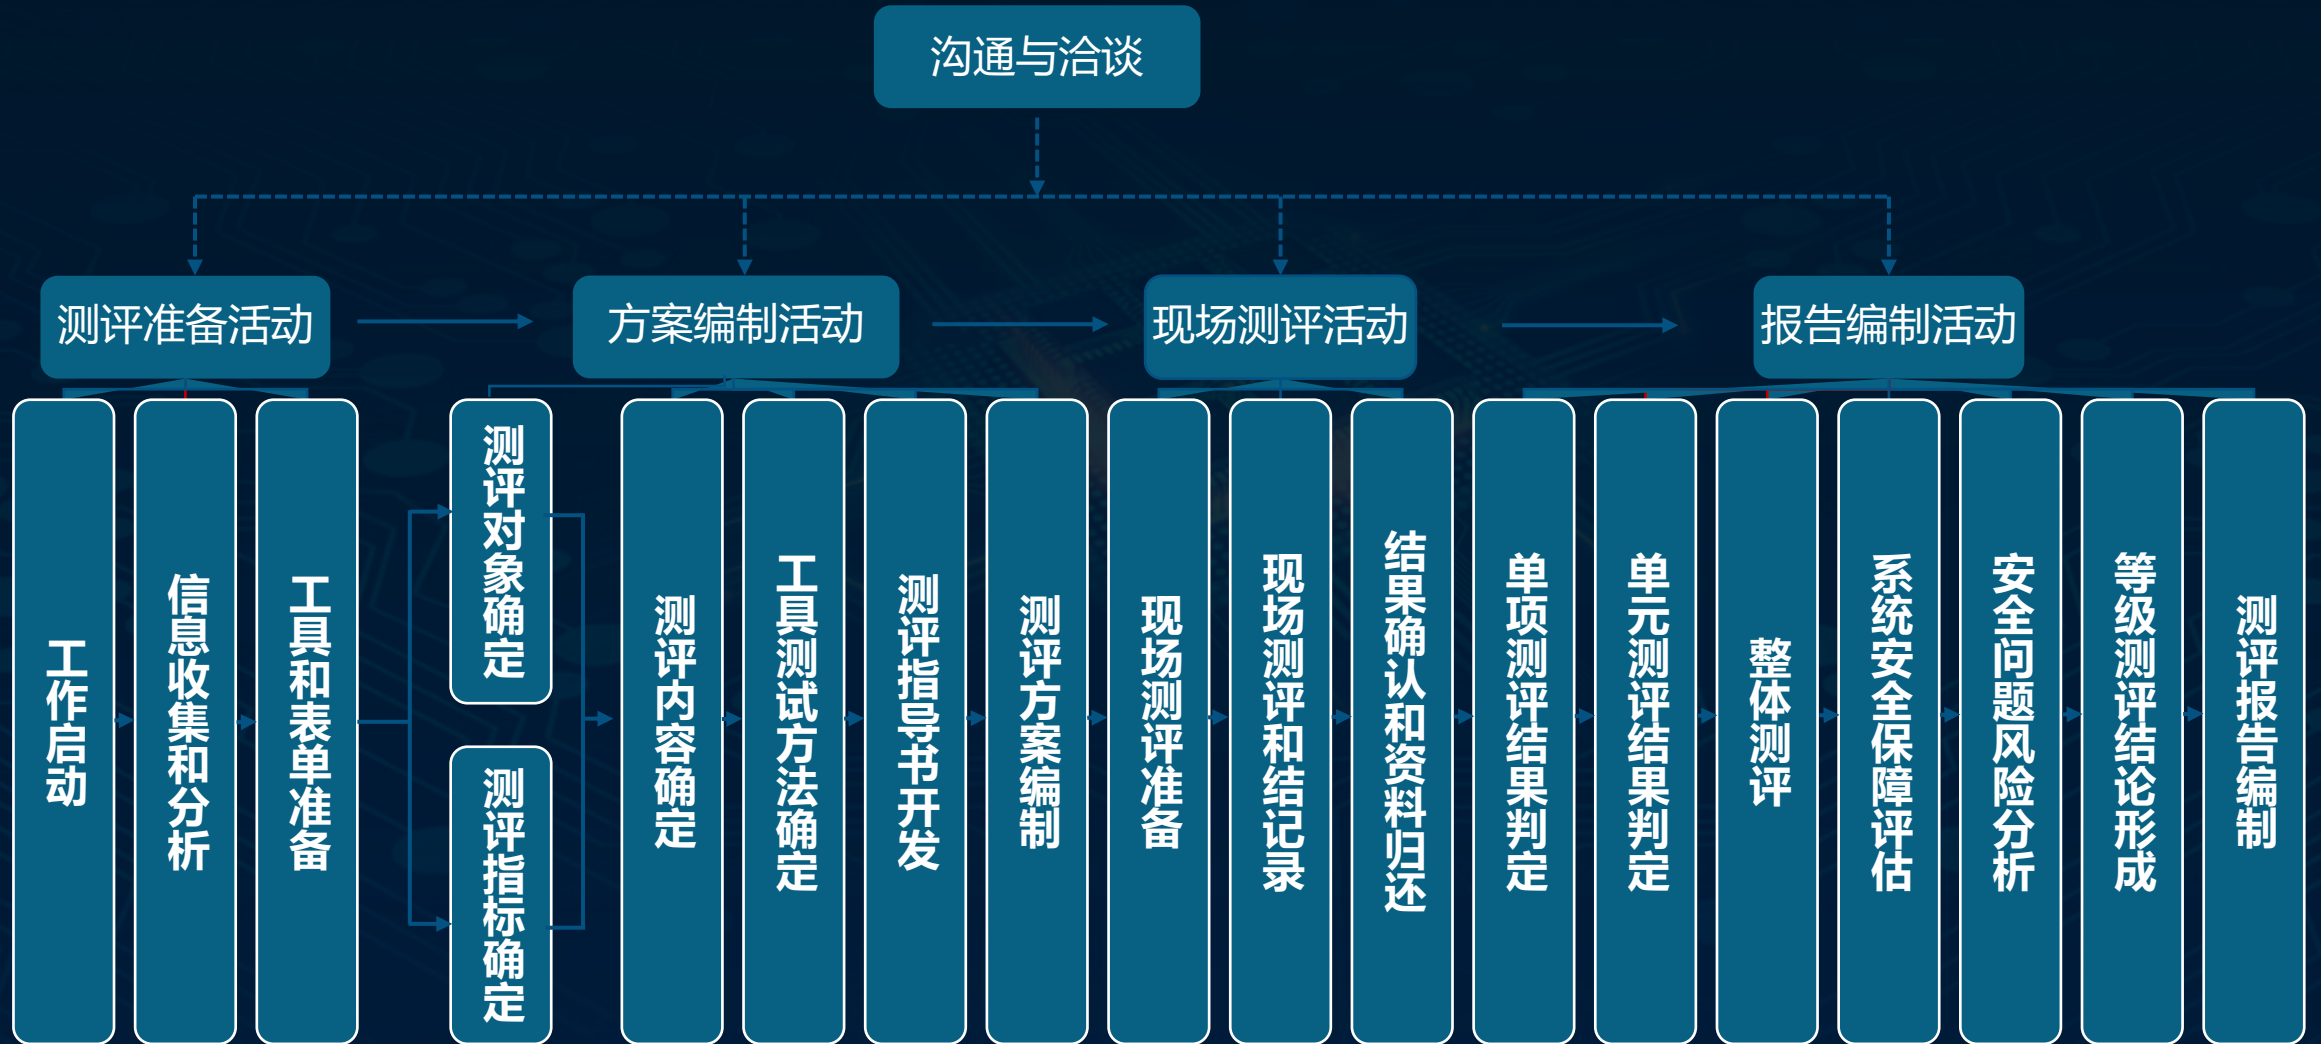 沟通与洽谈
测评准备活动
方案编制活动
现场测评活动
报告编制活动
工作启动
信息收集和分析
工具和表单准备
测评对象确定
测评指标确定
测评内容确定
工具测试方法确定
测评指导书开发
测评方案编制
现场测评准备
现场测评和结记录
结果确认和资料归还
单项测评结果判定
单元测评结果判定
整体测评
系统安全保障评估
安全问题风险分析
等级测评结论形成
测评报告编制